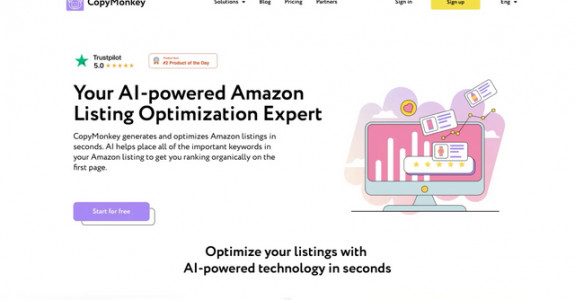 CopyMonkey
Solutions
Blog
Pricing
Partners
Sign in
Sign up
Eng
Trustpilot
5.0
#2 Product of the Day
Your AI-powered Amazon
Listing Optimization Expert
CopyMonkey generates and optimizes Amazon listings in
seconds. AI helps place all of the important keywords in
your Amazon listing to get you ranking organically on the
first page.
Start for free
Optimize your listings with
AI-powered technology in seconds